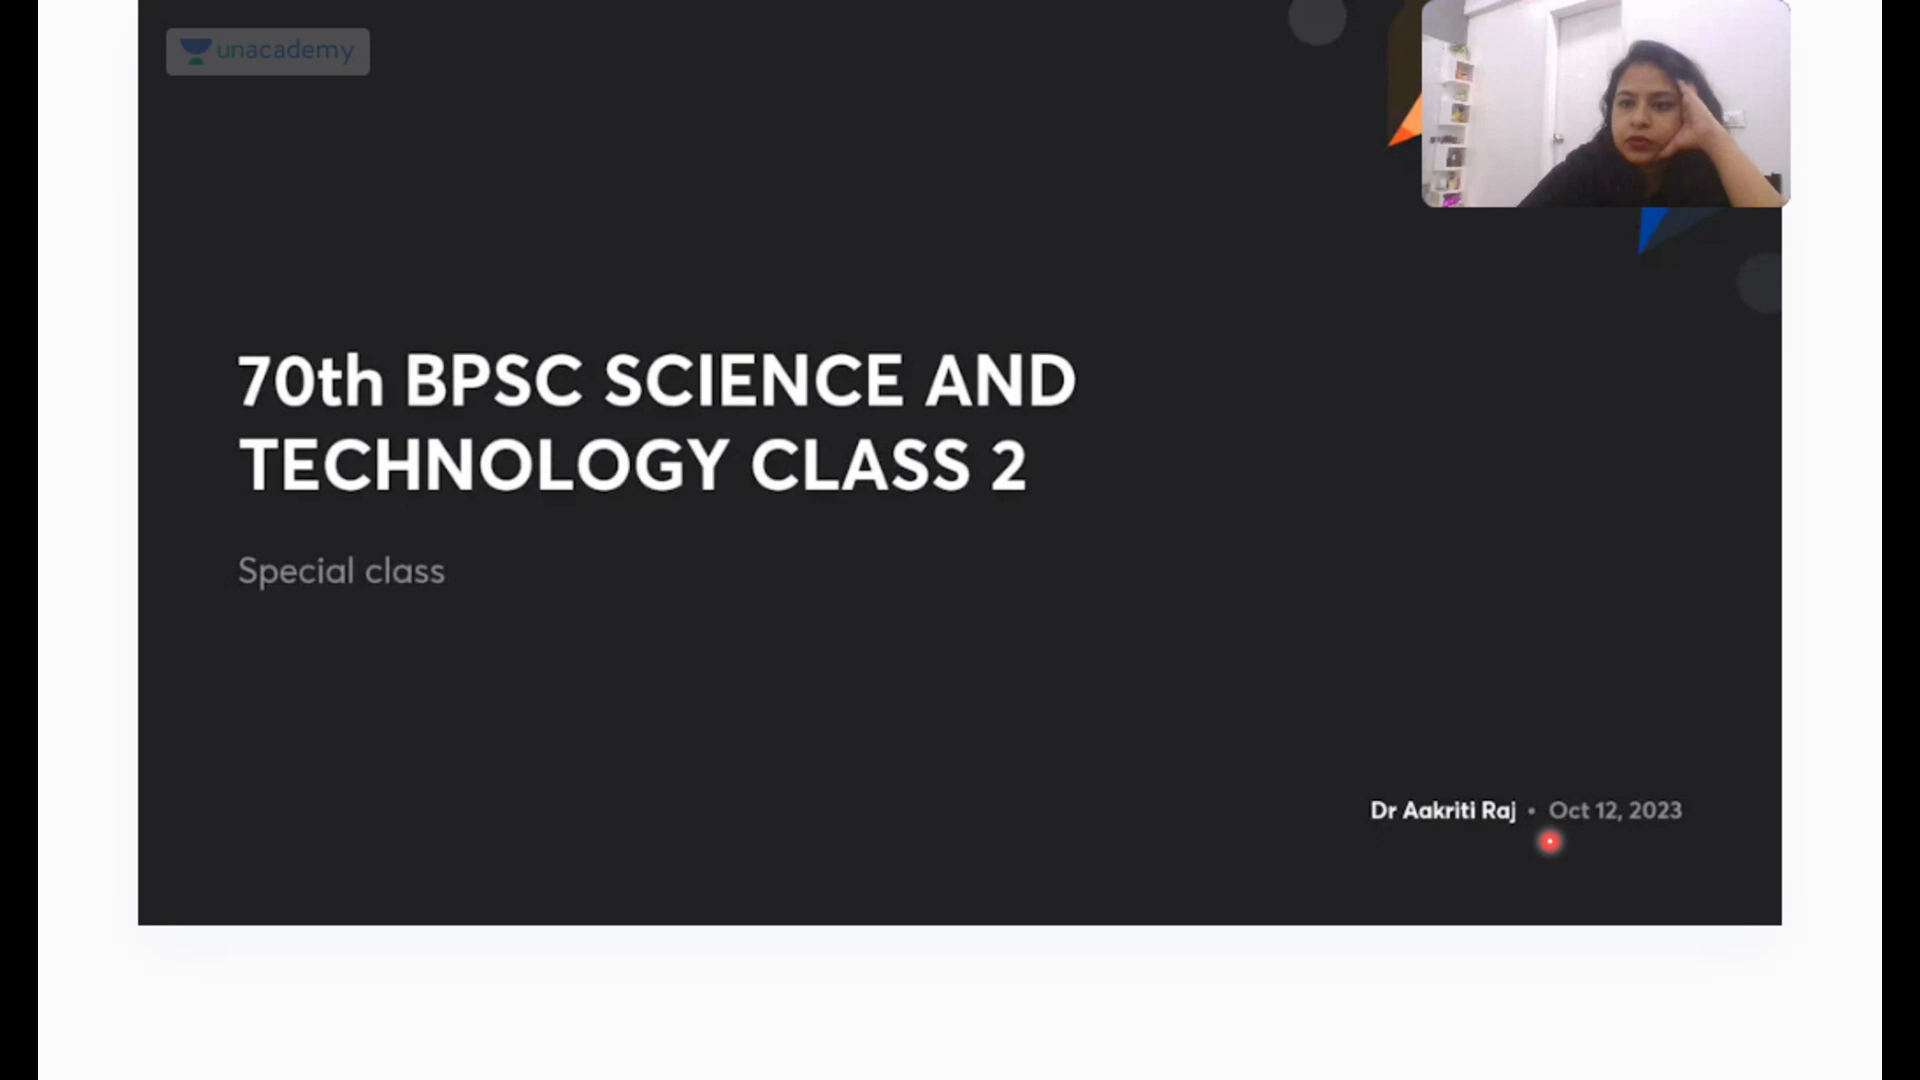 unacademy
70th BPSC SCIENCE AND
TECHNOLOGY CLASS 2
Special class
Dr Aakriti Raj • Oct 12, 2023